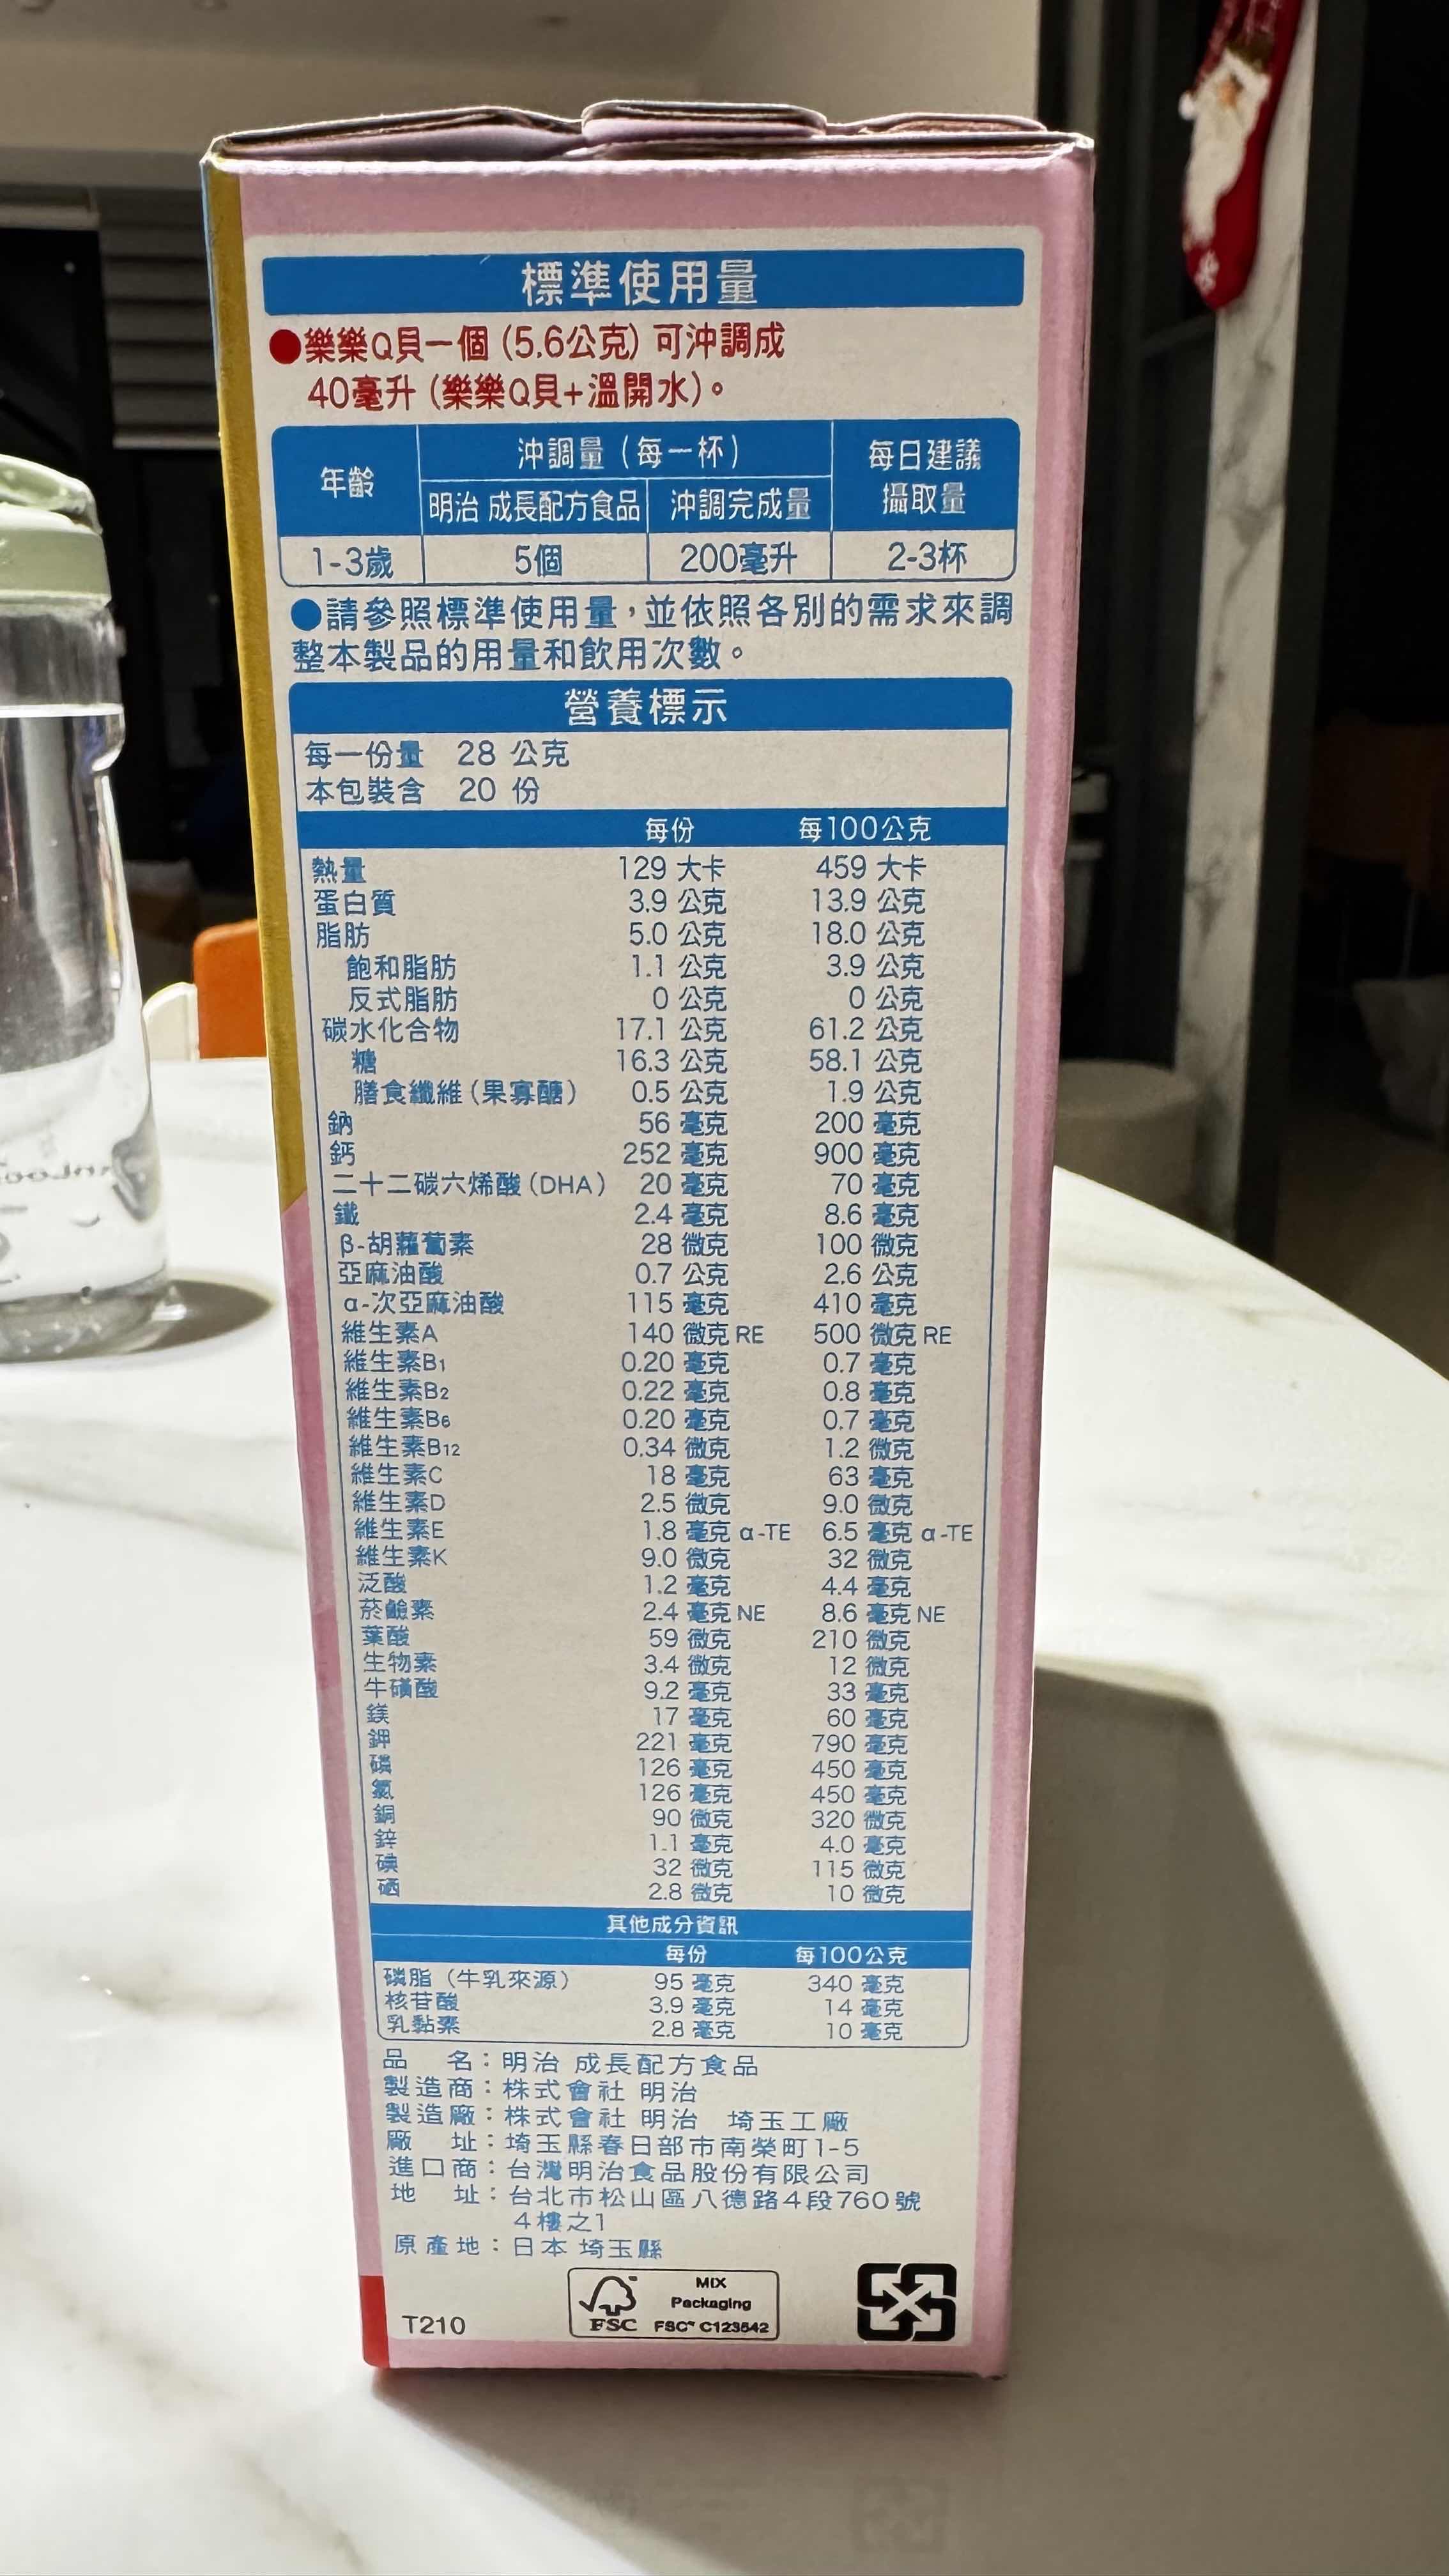 標準使用量
●樂樂Q貝一個(5.6公克)可沖調成
40毫升(樂樂Q貝+溫開水)。
年齡 沖調量(每一杯) 每日建議攝取量
明治 成長配方食品 沖調完成量
1-3歲 5個 200毫升 2-3杯
●請參照標準使用量,並依照各別的需求來調
整本製品的用量和飲用次數。
營養標示
每一份量 28 公克
本包裝含 20 份
每份 每100公克
熱量 129 大卡 459 大卡
蛋白質 3.9 公克 13.9 公克
脂肪 5.0 公克 18.0 公克
飽和脂肪 1.1 公克 3.9 公克
反式脂肪 0 公克 0 公克
碳水化合物 17.1 公克 61.2 公克
糖 16.3 公克 58.1 公克
膳食纖維(果寡醣) 0.5 公克 1.9 公克
鈉 56 毫克 200 毫克
鈣 252 毫克 900 毫克
二十二碳六烯酸(DHA) 20 毫克 70 毫克
鐵 2.4 毫克 8.6 毫克
β-胡蘿蔔素 28 微克 100 微克
亞麻油酸 0.7 公克 2.6 公克
α-次亞麻油酸 115 毫克 410 毫克
維生素A 140 微克 RE 500 微克 RE
維生素B1 0.20 毫克 0.7 毫克
維生素B2 0.22 毫克 0.8 毫克
維生素B6 0.20 毫克 0.7 毫克
維生素B12 0.34 微克 1.2 微克
維生素C 18 毫克 63 毫克
維生素D 2.5 微克 9.0 微克
維生素E 1.8 毫克 α-TE 6.5 毫克 α-TE
維生素K 9.0 微克 32 微克
泛酸 1.2 毫克 4.4 毫克
菸鹼素 2.4 毫克 NE 8.6 毫克 NE
葉酸 59 微克 210 微克
生物素 3.4 微克 12 微克
牛磺酸 9.2 毫克 33 毫克
鎂 17 毫克 60 毫克
鉀 221 毫克 790 毫克
磷 126 毫克 450 毫克
氯 126 毫克 450 毫克
銅 90 微克 320 微克
鋅 1.1 毫克 4.0 毫克
碘 32 微克 115 微克
硒 2.8 微克 10 微克
其他成分資訊
每份 每100公克
磷脂(牛乳來源) 95 毫克 340 毫克
核苷酸 3.9 毫克 14 毫克
乳黏素 2.8 毫克 10 毫克
品 名:明治 成長配方食品
製造商:株式會社 明治
製造廠:株式會社 明治 埼玉工廠
廠 址:埼玉縣春日部市南榮町1-5
進口商:台灣明治食品股份有限公司
地 址:台北市松山區八德路4段760號
4樓之1
原產地:日本 埼玉縣
T210
FSC
MIX
Packaging
FSC™ C123542